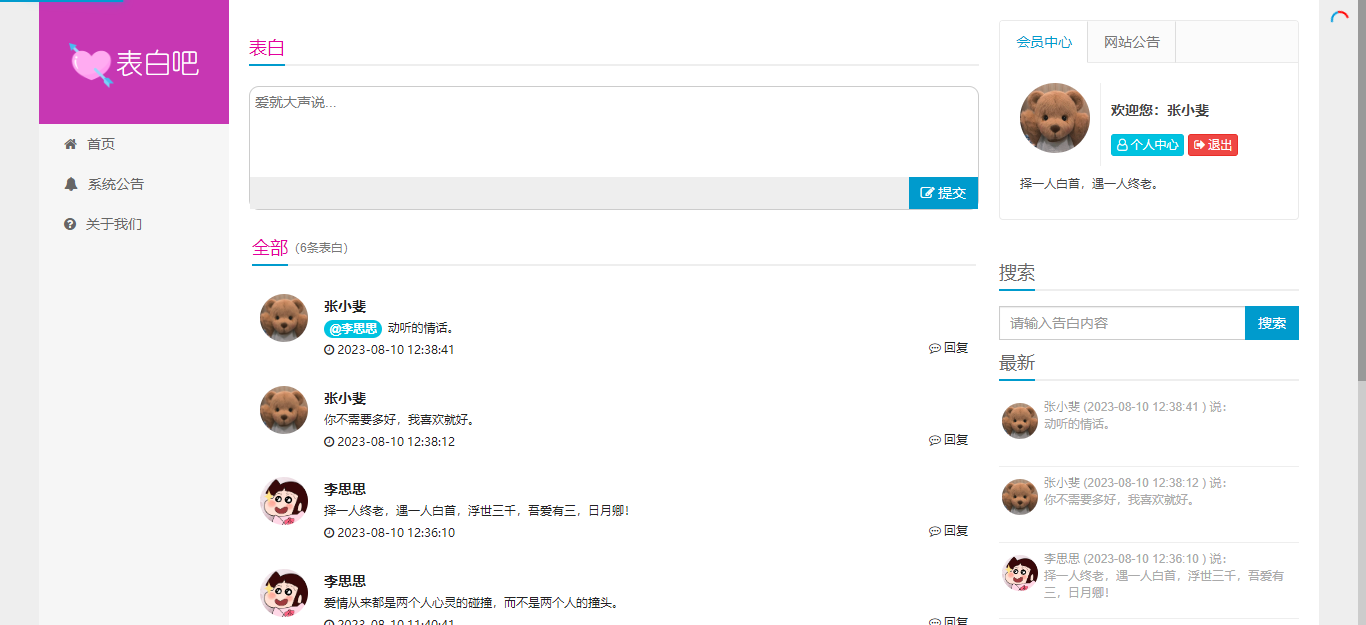 表白吧
首页
系统公告
关于我们
表白
爱就大声说...
提交
全部 (6条表白)
张小斐
@李思思 动听的情话。
2023-08-10 12:38:41
回复
张小斐
你不需要多好，我喜欢就好。
2023-08-10 12:38:12
回复
李思思
择一人终老，遇一人白首，浮世三千，吾爱有三，日月卿！
2023-08-10 12:36:10
回复
李思思
爱情从来都是两个人心灵的碰撞，而不是两个人的撞头。
2023-08-10 11:40:41
回复
会员中心 网站公告
欢迎您：张小斐
个人中心 退出
择一人白首，遇一人终老。
搜索
请输入告白内容 搜索
最新
张小斐 (2023-08-10 12:38:41 ) 说：
动听的情话。
张小斐 (2023-08-10 12:38:12 ) 说：
你不需要多好，我喜欢就好。
李思思 (2023-08-10 12:36:10 ) 说：
择一人终老，遇一人白首，浮世三千，吾爱有
三，日月卿！